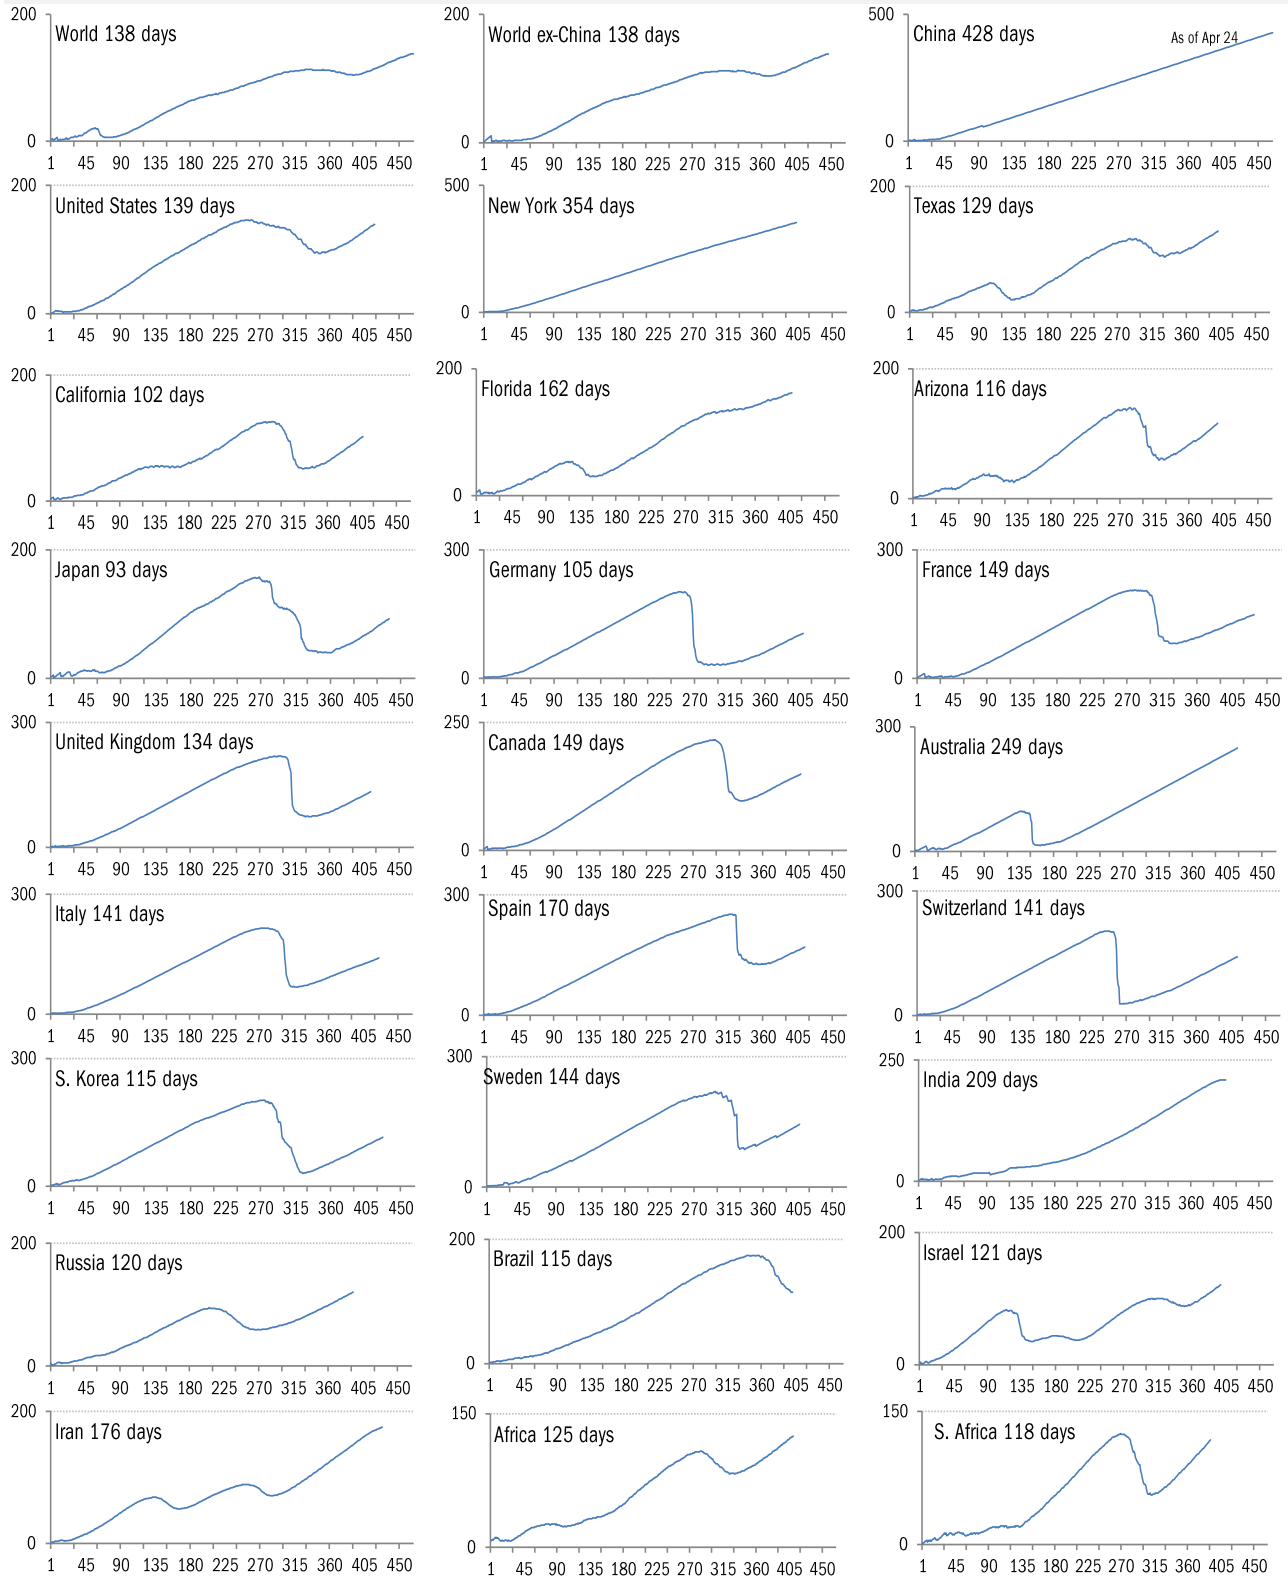 200
World 138 days
0
1 45 90 135 180 225 270 315 360 405 450
200
World ex-China 138 days
0
1 45 90 135 180 225 270 315 360 405 450
500
China 428 days
As of Apr 24
0
1 45 90 135 180 225 270 315 360 405 450
200
United States 139 days
0
1 45 90 135 180 225 270 315 360 405 450
500
New York 354 days
0
1 45 90 135 180 225 270 315 360 405 450
200
Texas 129 days
0
1 45 90 135 180 225 270 315 360 405 450
200
California 102 days
0
1 45 90 135 180 225 270 315 360 405 450
200
Florida 162 days
0
1 45 90 135 180 225 270 315 360 405 450
200
Arizona 116 days
0
1 45 90 135 180 225 270 315 360 405 450
200
Japan 93 days
0
1 45 90 135 180 225 270 315 360 405 450
300
Germany 105 days
0
1 45 90 135 180 225 270 315 360 405 450
300
France 149 days
0
1 45 90 135 180 225 270 315 360 405 450
300
United Kingdom 134 days
0
1 45 90 135 180 225 270 315 360 405 450
250
Canada 149 days
0
1 45 90 135 180 225 270 315 360 405 450
300
Australia 249 days
0
1 45 90 135 180 225 270 315 360 405 450
300
Italy 141 days
0
1 45 90 135 180 225 270 315 360 405 450
300
Spain 170 days
0
1 45 90 135 180 225 270 315 360 405 450
300
Switzerland 141 days
0
1 45 90 135 180 225 270 315 360 405 450
300
S. Korea 115 days
0
1 45 90 135 180 225 270 315 360 405 450
300
Sweden 144 days
0
1 45 90 135 180 225 270 315 360 405 450
250
India 209 days
0
1 45 90 135 180 225 270 315 360 405 450
200
Russia 120 days
0
1 45 90 135 180 225 270 315 360 405 450
200
Brazil 115 days
0
1 45 90 135 180 225 270 315 360 405 450
200
Israel 121 days
0
1 45 90 135 180 225 270 315 360 405 450
200
Iran 176 days
0
1 45 90 135 180 225 270 315 360 405 450
150
Africa 125 days
0
1 45 90 135 180 225 270 315 360 405 450
150
S. Africa 118 days
0
1 45 90 135 180 225 270 315 360 405 450